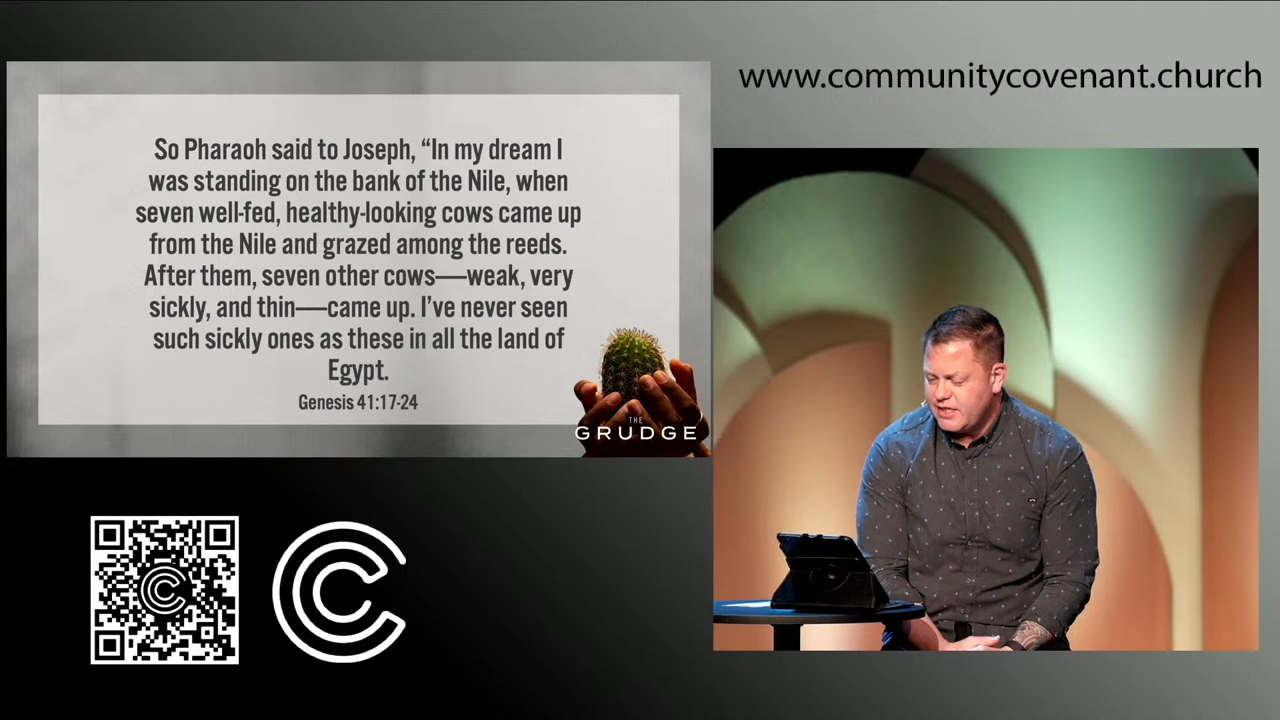 www.communitycovenant.church
So Pharaoh said to Joseph, “In my dream I
was standing on the bank of the Nile, when
seven well-fed, healthy-looking cows came up
from the Nile and grazed among the reeds.
After them, seven other cows—weak, very
sickly, and thin—came up. I’ve never seen
such sickly ones as these in all the land of
Egypt.
Genesis 41:17-24
THE
GRUDGE